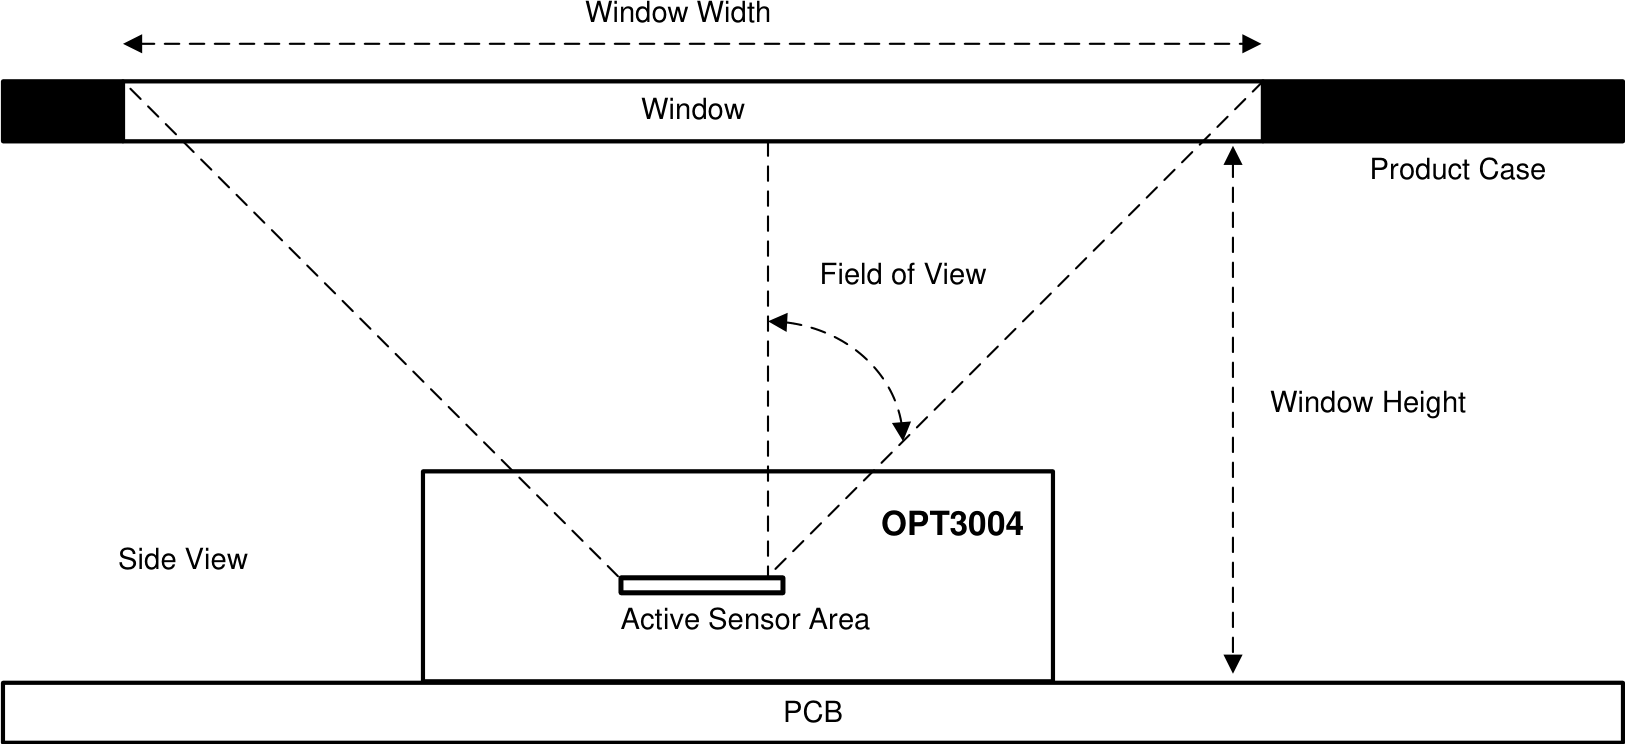 Window Width
Window
Product Case
Field of View
Window Height
OPT3004
Side View
Active Sensor Area
PCB